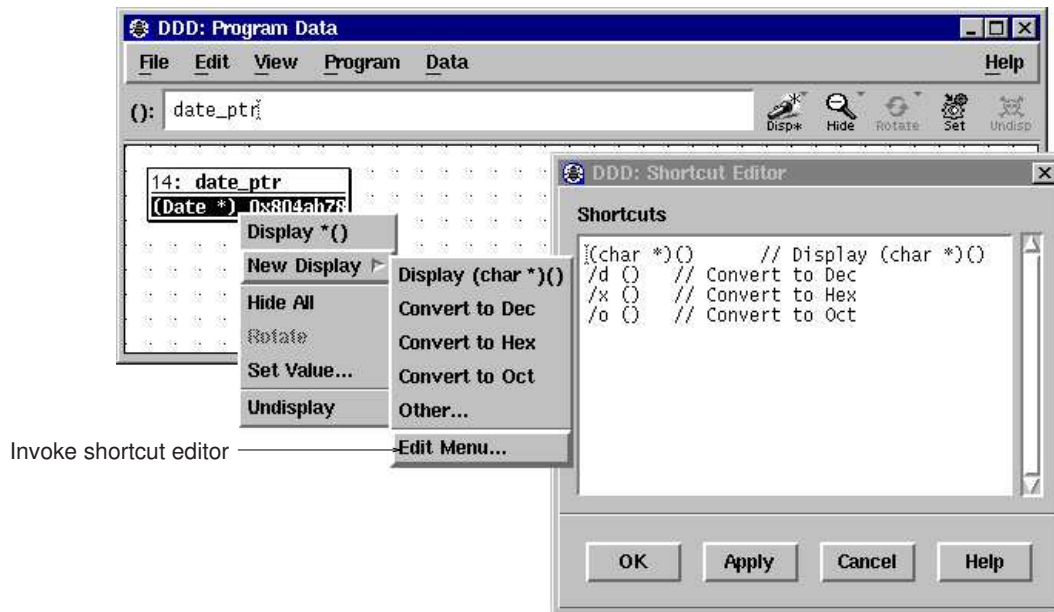 DDD: Program Data
File Edit View Program Data Help
(): date_ptr
Disp* Hide Rotate Set Undisp
14: date_ptr
(Date *) 0x804ab78
Display *()
New Display
Hide All
Rotate
Set Value...
Undisplay
Display (char *)()
Convert to Dec
Convert to Hex
Convert to Oct
Other...
Edit Menu...
Invoke shortcut editor
DDD: Shortcut Editor
Shortcuts
(char *)() // Display (char *)()
/d () // Convert to Dec
/x () // Convert to Hex
/o () // Convert to Oct
OK Apply Cancel Help